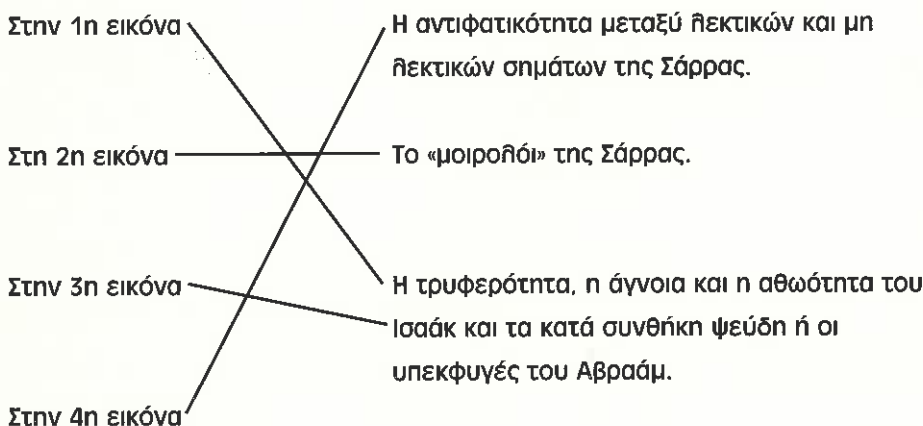 Στην 1η εικόνα
Η αντιφατικότητα μεταξύ λεκτικών και μη
λεκτικών σημάτων της Σάρρας.
Στη 2η εικόνα
Το «μοιρολόι» της Σάρρας.
Στην 3η εικόνα
Η τρυφερότητα, η άγνοια και η αθωότητα του
Ισαάκ και τα κατά συνθήκη ψεύδη ή οι
υπεκφυγές του Αβραάμ.
Στην 4η εικόνα